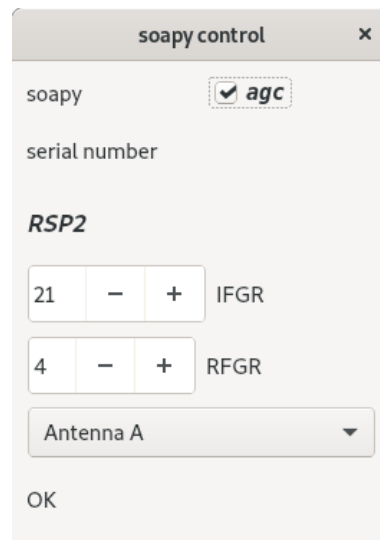 soapy control ×
soapy agc
serial number
RSP2
21 − + IFGR
4 − + RFGR
Antenna A
OK